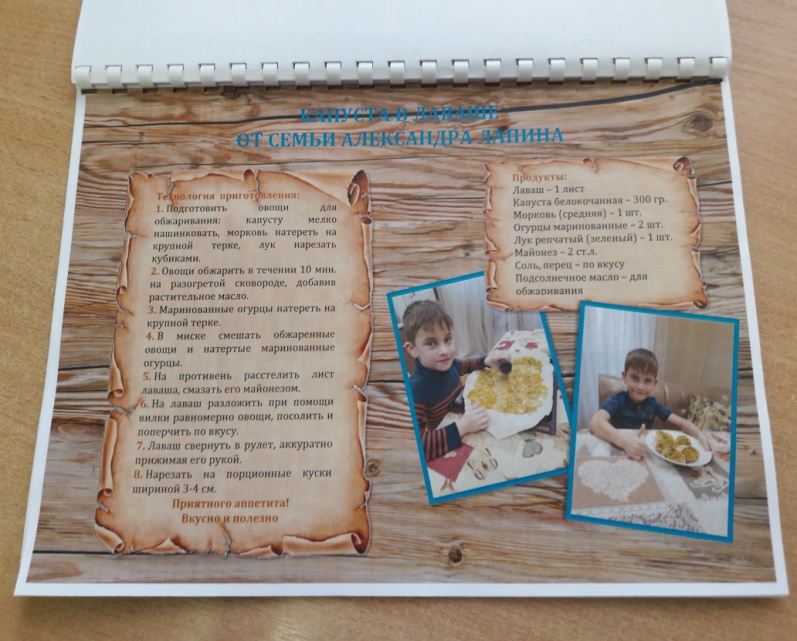 КАПУСТА В ЛАВАШЕ
ОТ СЕМЬИ АЛЕКСАНДРА ЛАПИНА
Технология приготовления:
1. Подготовить овощи для
обжаривания: капусту мелко
нашинковать, морковь натереть на
крупной терке, лук нарезать
кубиками.
2. Овощи обжарить в течении 10 мин.
на разогретой сковороде, добавив
растительное масло.
3. Маринованные огурцы натереть на
крупной терке.
4. В миске смешать обжаренные
овощи и натертые маринованные
огурцы.
5. На противень расстелить лист
лаваша, смазать его майонезом.
6. На лаваш разложить при помощи
вилки равномерно овощи, посолить и
поперчить по вкусу.
7. Лаваш свернуть в рулет, аккуратно
прижимая его рукой.
8. Нарезать на порционные куски
шириной 3-4 см.
Приятного аппетита!
Вкусно и полезно
Продукты:
Лаваш – 1 лист
Капуста белокочанная – 300 гр.
Морковь (средняя) – 1 шт.
Огурцы маринованные – 2 шт.
Лук репчатый (зеленый) – 1 шт.
Майонез – 2 ст.л.
Соль, перец – по вкусу
Подсолнечное масло – для
обжаривания